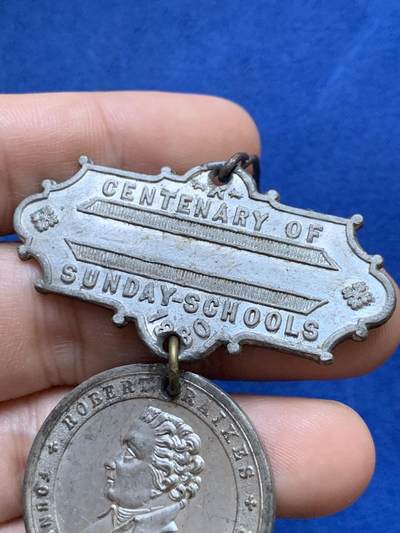 CENTENARY OF
SUNDAY-SCHOOLS
1880
ROBERT RAIKES